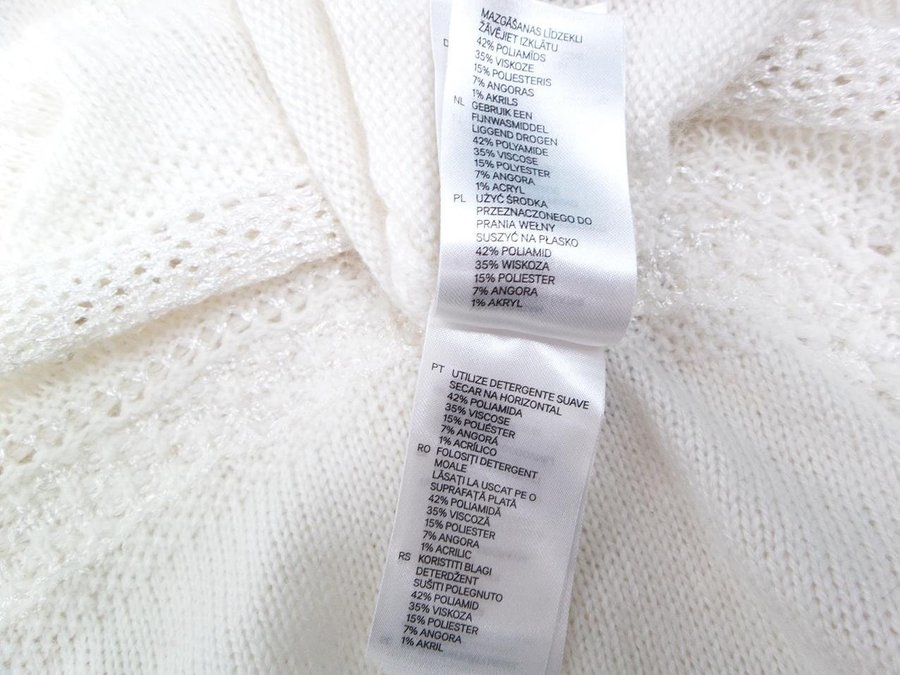 MAZGĀŠANAS LĪDZEKLI
ŽĀVĒJIET IZKLĀTU
42% POLIAMĪDS
35% VISKOZE
15% POLIESTERIS
7% ANGORAS
1% AKRILS
NL GEBRUIK EEN
FIJNWASMIDDEL
LIGGEND DROGEN
42% POLYAMIDE
35% VISCOSE
15% POLYESTER
7% ANGORA
1% ACRYL
PL UŻYĆ ŚRODKA
PRZEZNACZONEGO DO
PRANIA WEŁNY
SUSZYĆ NA PŁASKO
42% POLIAMID
35% WISKOZA
15% POLIESTER
7% ANGORA
1% AKRYL
PT UTILIZE DETERGENTE SUAVE
SECAR NA HORIZONTAL
42% POLIAMIDA
35% VISCOSE
15% POLIÉSTER
7% ANGORÁ
1% ACRÍLICO
RO FOLOSITI DETERGENT
MOALE
LĂSAŢI LA USCAT PE O
SUPRAFAŢĂ PLATĂ
42% POLIAMIDĂ
35% VISCOZĂ
15% POLIESTER
7% ANGORA
1% ACRILIC
RS KORISTITI BLAGI
DETERDŽENT
SUŠITI POLEGNUTO
42% POLIAMID
35% VISKOZA
15% POLIESTER
7% ANGORA
1% AKRIL